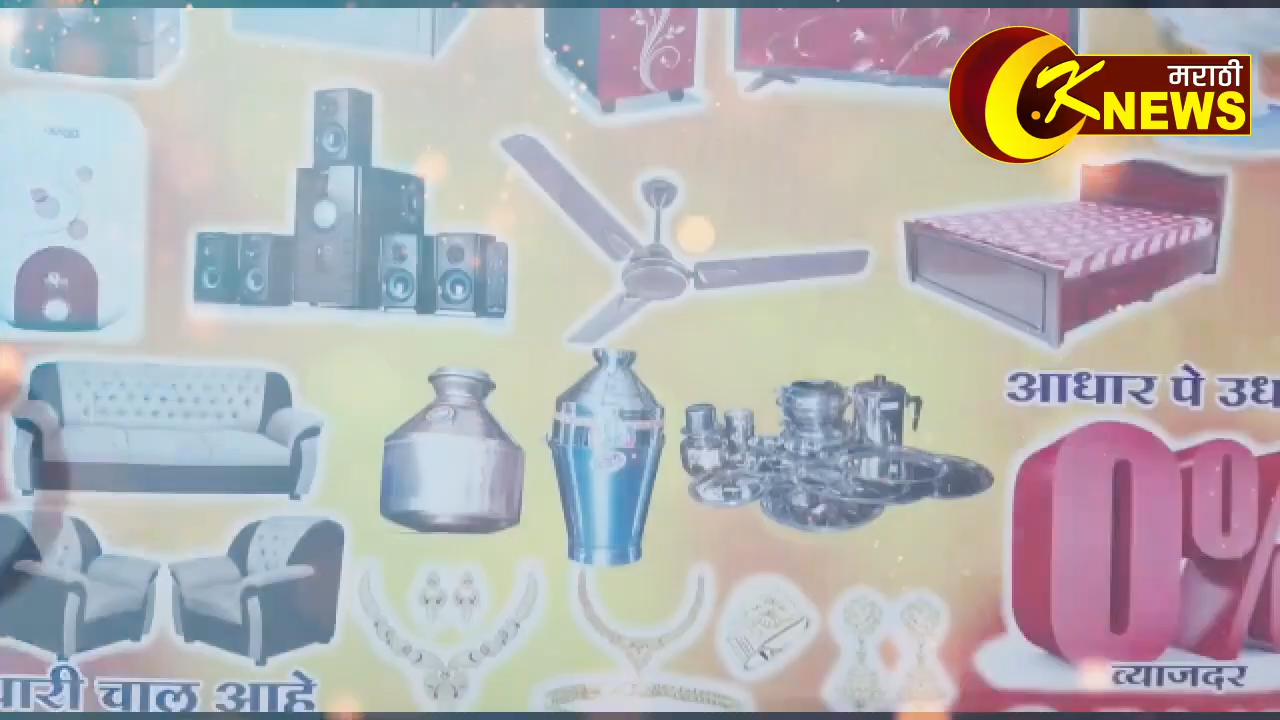 मराठी
K NEWS
आधार पे उधा
0%
व्याजदर
पारी चालू आहे